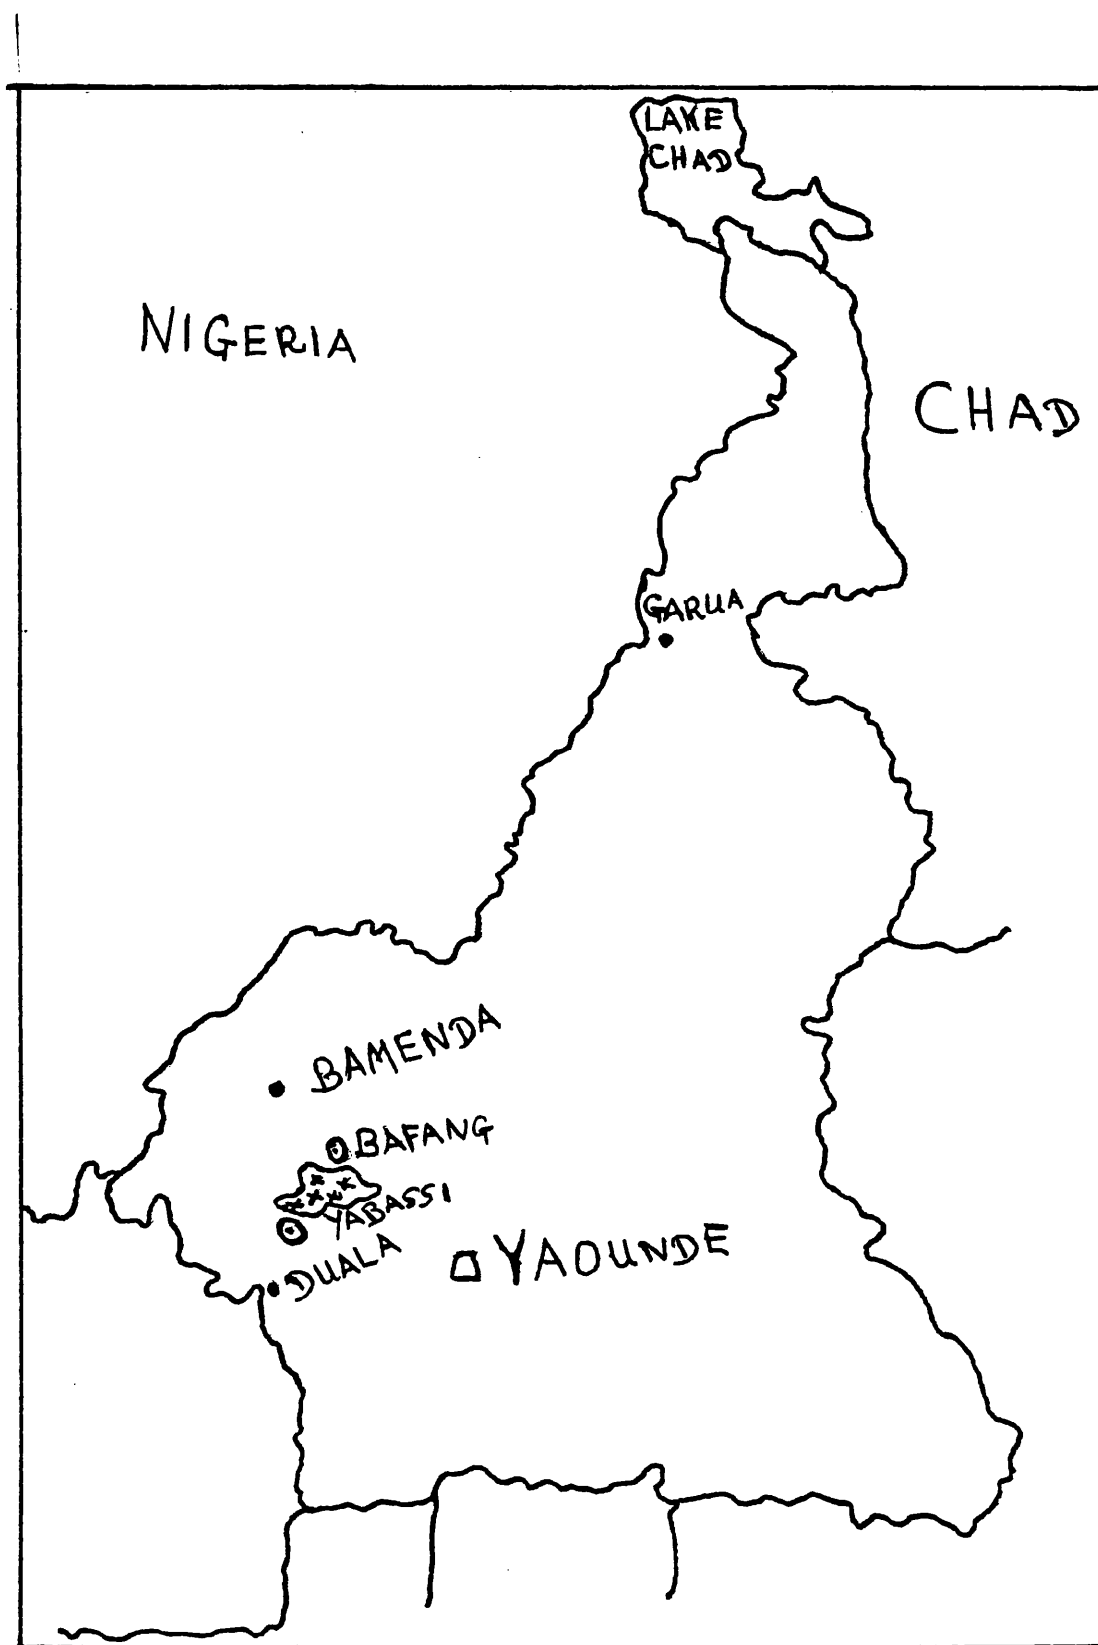 LAKE
CHAD
NIGERIA
CHAD
GARUA
BAMENDA
BAFANG
YABASSI
DUALA
YAOUNDE